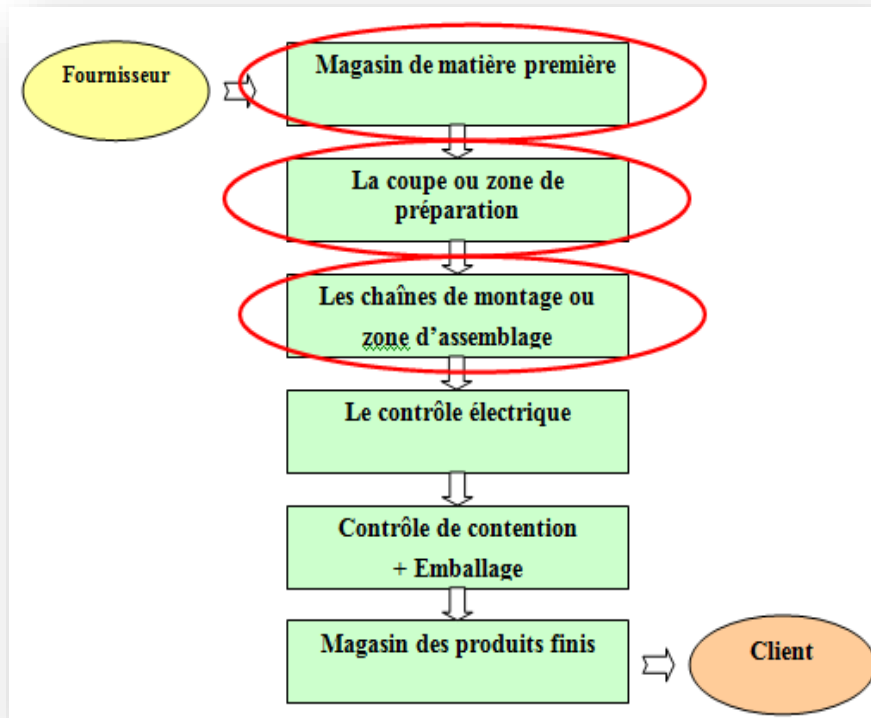 Fournisseur
Magasin de matière première
La coupe ou zone de
préparation
Les chaînes de montage ou
zone d'assemblage
Le contrôle électrique
Contrôle de contention
+ Emballage
Magasin des produits finis
Client